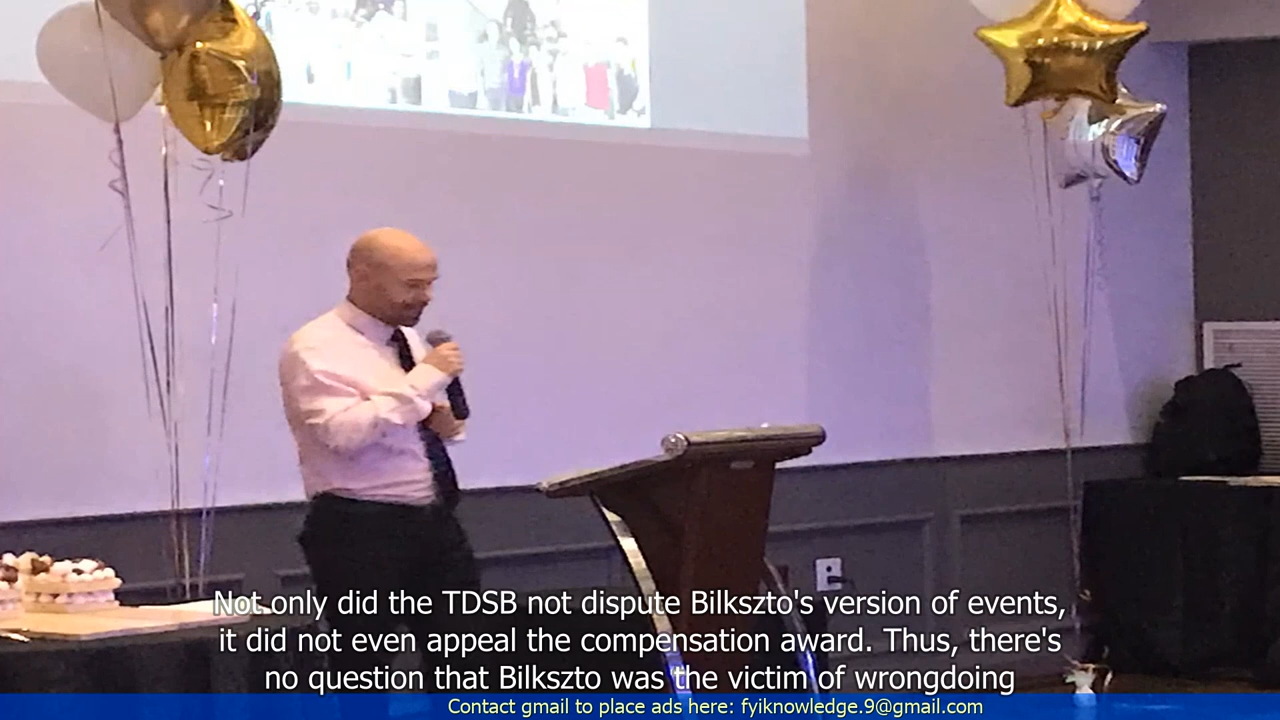 Not only did the TDSB not dispute Bilkszto's version of events,
it did not even appeal the compensation award. Thus, there's
no question that Bilkszto was the victim of wrongdoing
Contact gmail to place ads here: fyiknowledge.9@gmail.com